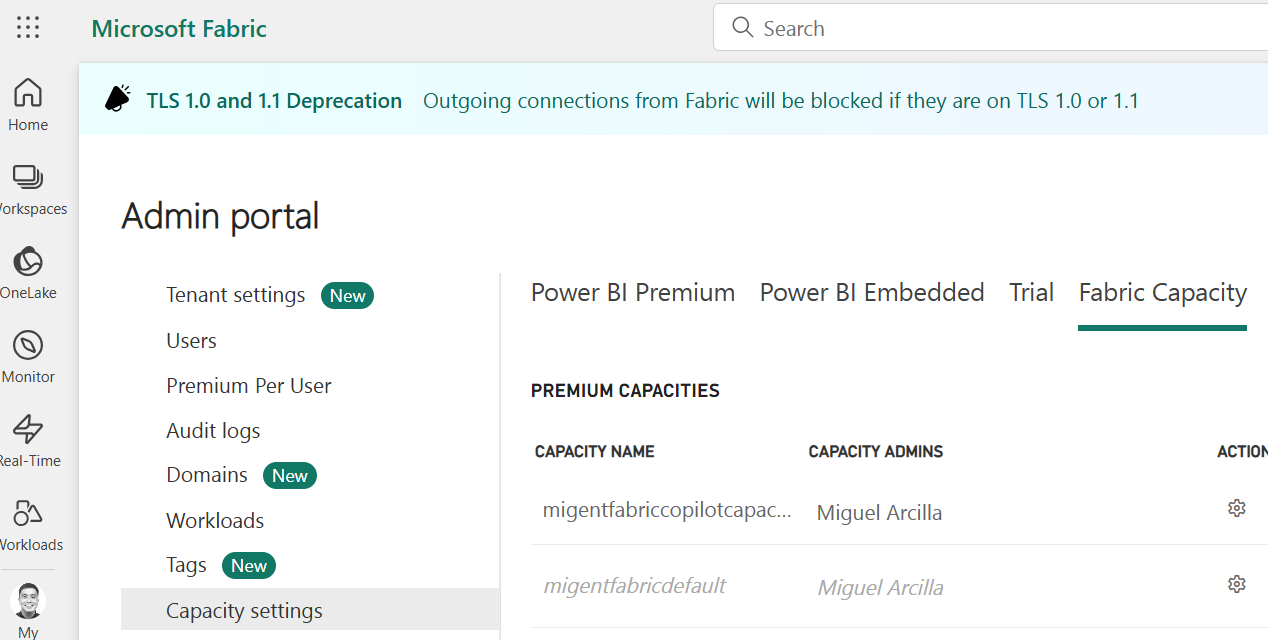 Microsoft Fabric
Search
TLS 1.0 and 1.1 Deprecation Outgoing connections from Fabric will be blocked if they are on TLS 1.0 or 1.1
Home
orkspaces
OneLake
Monitor
Real-Time
Workloads
My
Admin portal
Tenant settings New
Users
Premium Per User
Audit logs
Domains New
Workloads
Tags New
Capacity settings
Power BI Premium Power BI Embedded Trial Fabric Capacity
PREMIUM CAPACITIES
CAPACITY NAME CAPACITY ADMINS ACTION
migentfabriccopilotcapac... Miguel Arcilla
migentfabricdefault Miguel Arcilla